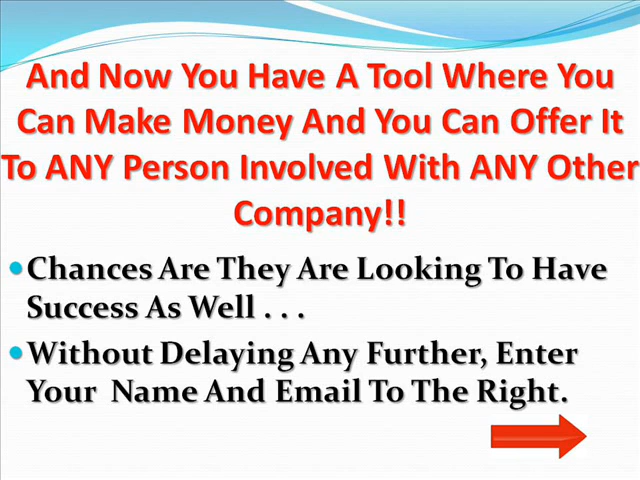 And Now You Have A Tool Where You
Can Make Money And You Can Offer It
To ANY Person Involved With ANY Other
Company!!
Chances Are They Are Looking To Have
Success As Well . . .
Without Delaying Any Further, Enter
Your  Name And Email To The Right.